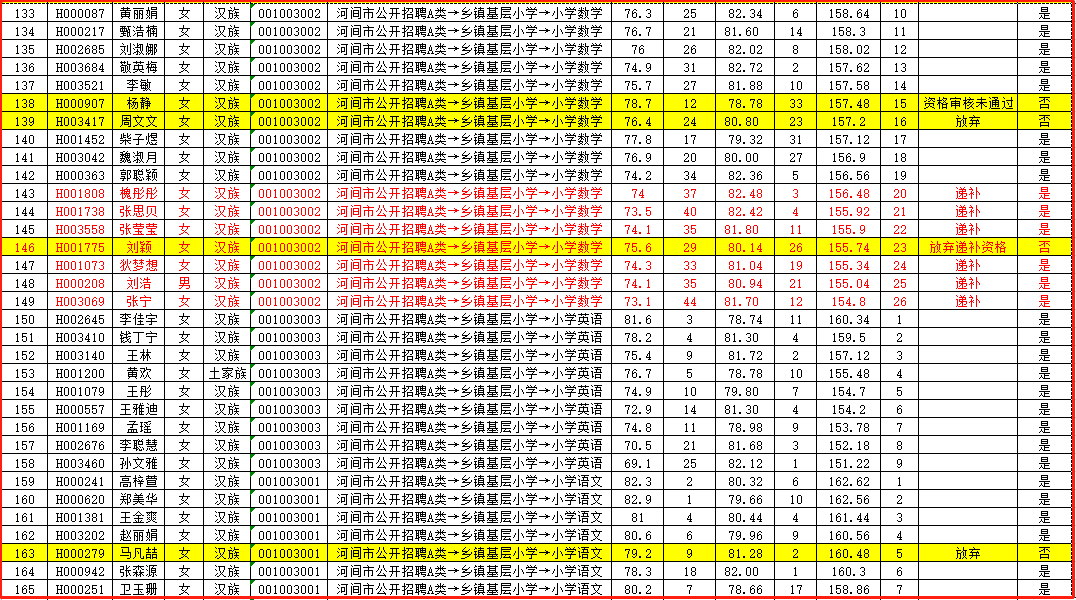 133 H000087 黄丽娟 女 汉族 001003002 河间市公开招聘A类→乡镇基层小学→小学数学 76.3 25 82.34 6 158.64 10 是
134 H000217 甄浩楠 女 汉族 001003002 河间市公开招聘A类→乡镇基层小学→小学数学 76.7 21 81.60 14 158.3 11 是
135 H002685 刘淑娜 女 汉族 001003002 河间市公开招聘A类→乡镇基层小学→小学数学 76 26 82.02 8 158.02 12 是
136 H003684 敬英梅 女 汉族 001003002 河间市公开招聘A类→乡镇基层小学→小学数学 74.9 31 82.72 2 157.62 13 是
137 H003521 李敏 女 汉族 001003002 河间市公开招聘A类→乡镇基层小学→小学数学 75.7 27 81.88 10 157.58 14 是
138 H000907 杨静 女 汉族 001003002 河间市公开招聘A类→乡镇基层小学→小学数学 78.7 12 78.78 33 157.48 15 资格审核未通过 否
139 H003417 周文文 女 汉族 001003002 河间市公开招聘A类→乡镇基层小学→小学数学 76.4 24 80.80 23 157.2 16 放弃 否
140 H001452 柴子煜 女 汉族 001003002 河间市公开招聘A类→乡镇基层小学→小学数学 77.8 17 79.32 31 157.12 17 是
141 H003042 魏淑月 女 汉族 001003002 河间市公开招聘A类→乡镇基层小学→小学数学 76.9 20 80.00 27 156.9 18 是
142 H000363 郭聪颖 女 汉族 001003002 河间市公开招聘A类→乡镇基层小学→小学数学 74.2 34 82.36 5 156.56 19 是
143 H001808 槐彤彤 女 汉族 001003002 河间市公开招聘A类→乡镇基层小学→小学数学 74 37 82.48 3 156.48 20 递补 是
144 H001738 张思贝 女 汉族 001003002 河间市公开招聘A类→乡镇基层小学→小学数学 73.5 40 82.42 4 155.92 21 递补 是
145 H003558 张莹莹 女 汉族 001003002 河间市公开招聘A类→乡镇基层小学→小学数学 74.1 35 81.80 11 155.9 22 递补 是
146 H001775 刘颖 女 汉族 001003002 河间市公开招聘A类→乡镇基层小学→小学数学 75.6 29 80.14 26 155.74 23 放弃递补资格 否
147 H001073 狄梦想 女 汉族 001003002 河间市公开招聘A类→乡镇基层小学→小学数学 74.3 33 81.04 19 155.34 24 递补 是
148 H000208 刘浩 男 汉族 001003002 河间市公开招聘A类→乡镇基层小学→小学数学 74.1 35 80.94 21 155.04 25 递补 是
149 H003069 张宁 女 汉族 001003002 河间市公开招聘A类→乡镇基层小学→小学数学 73.1 44 81.70 12 154.8 26 递补 是
150 H002645 李佳宇 女 汉族 001003003 河间市公开招聘A类→乡镇基层小学→小学英语 81.6 3 78.74 11 160.34 1 是
151 H003410 钱丁宁 女 汉族 001003003 河间市公开招聘A类→乡镇基层小学→小学英语 78.2 4 81.30 4 159.5 2 是
152 H003140 王林 女 汉族 001003003 河间市公开招聘A类→乡镇基层小学→小学英语 75.4 9 81.72 2 157.12 3 是
153 H001200 黄欢 女 土家族 001003003 河间市公开招聘A类→乡镇基层小学→小学英语 76.7 5 78.78 10 155.48 4 是
154 H001079 王彤 女 汉族 001003003 河间市公开招聘A类→乡镇基层小学→小学英语 74.9 10 79.80 7 154.7 5 是
155 H000557 王雅迪 女 汉族 001003003 河间市公开招聘A类→乡镇基层小学→小学英语 72.9 14 81.30 4 154.2 6 是
156 H001169 孟瑶 女 汉族 001003003 河间市公开招聘A类→乡镇基层小学→小学英语 74.8 11 78.98 9 153.78 7 是
157 H002676 李聪慧 女 汉族 001003003 河间市公开招聘A类→乡镇基层小学→小学英语 70.5 21 81.68 3 152.18 8 是
158 H003460 孙文雅 女 汉族 001003003 河间市公开招聘A类→乡镇基层小学→小学英语 69.1 25 82.12 1 151.22 9 是
159 H000241 高梓萱 女 汉族 001003001 河间市公开招聘A类→乡镇基层小学→小学语文 82.3 2 80.32 6 162.62 1 是
160 H000620 郑美华 女 汉族 001003001 河间市公开招聘A类→乡镇基层小学→小学语文 82.9 1 79.66 10 162.56 2 是
161 H001381 王金爽 女 汉族 001003001 河间市公开招聘A类→乡镇基层小学→小学语文 81 4 80.44 4 161.44 3 是
162 H003202 赵丽娟 女 汉族 001003001 河间市公开招聘A类→乡镇基层小学→小学语文 80.6 6 79.96 9 160.56 4 是
163 H000279 马凡喆 女 汉族 001003001 河间市公开招聘A类→乡镇基层小学→小学语文 79.2 9 81.28 2 160.48 5 放弃 否
164 H000942 张森源 女 汉族 001003001 河间市公开招聘A类→乡镇基层小学→小学语文 78.3 18 82.00 1 160.3 6 是
165 H000251 卫玉珊 女 汉族 001003001 河间市公开招聘A类→乡镇基层小学→小学语文 80.2 7 78.66 17 158.86 7 是